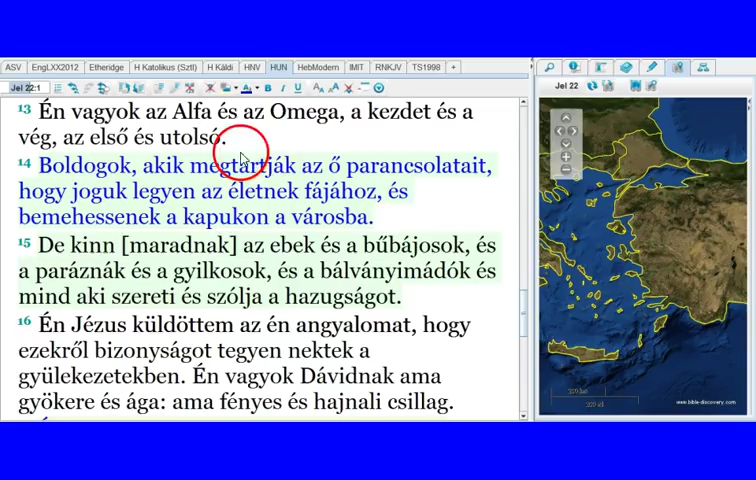 ASV EngLXX2012 Etheridge H Katolikus (SztI) H Káldi HNV HUN HebModern IMIT RNKJV TS1998 +
Jel 22:1
B I U
Jel 22
13 Én vagyok az Alfa és az Omega, a kezdet és a
vég, az első és utolsó.
14 Boldogok, akik megtartják az ő parancsolatait,
hogy joguk legyen az életnek fájához, és
bemehessenek a kapukon a városba.
15 De kinn [maradnak] az ebek és a bűbájosok, és
a paráznák és a gyilkosok, és a bálványimádók és
mind aki szereti és szólja a hazugságot.
16 Én Jézus küldöttem az én angyalomat, hogy
ezekről bizonyságot tegyen nektek a
gyülekezetekben. Én vagyok Dávidnak ama
gyökere és ága: ama fényes és hajnali csillag.
www.bible-discovery.com